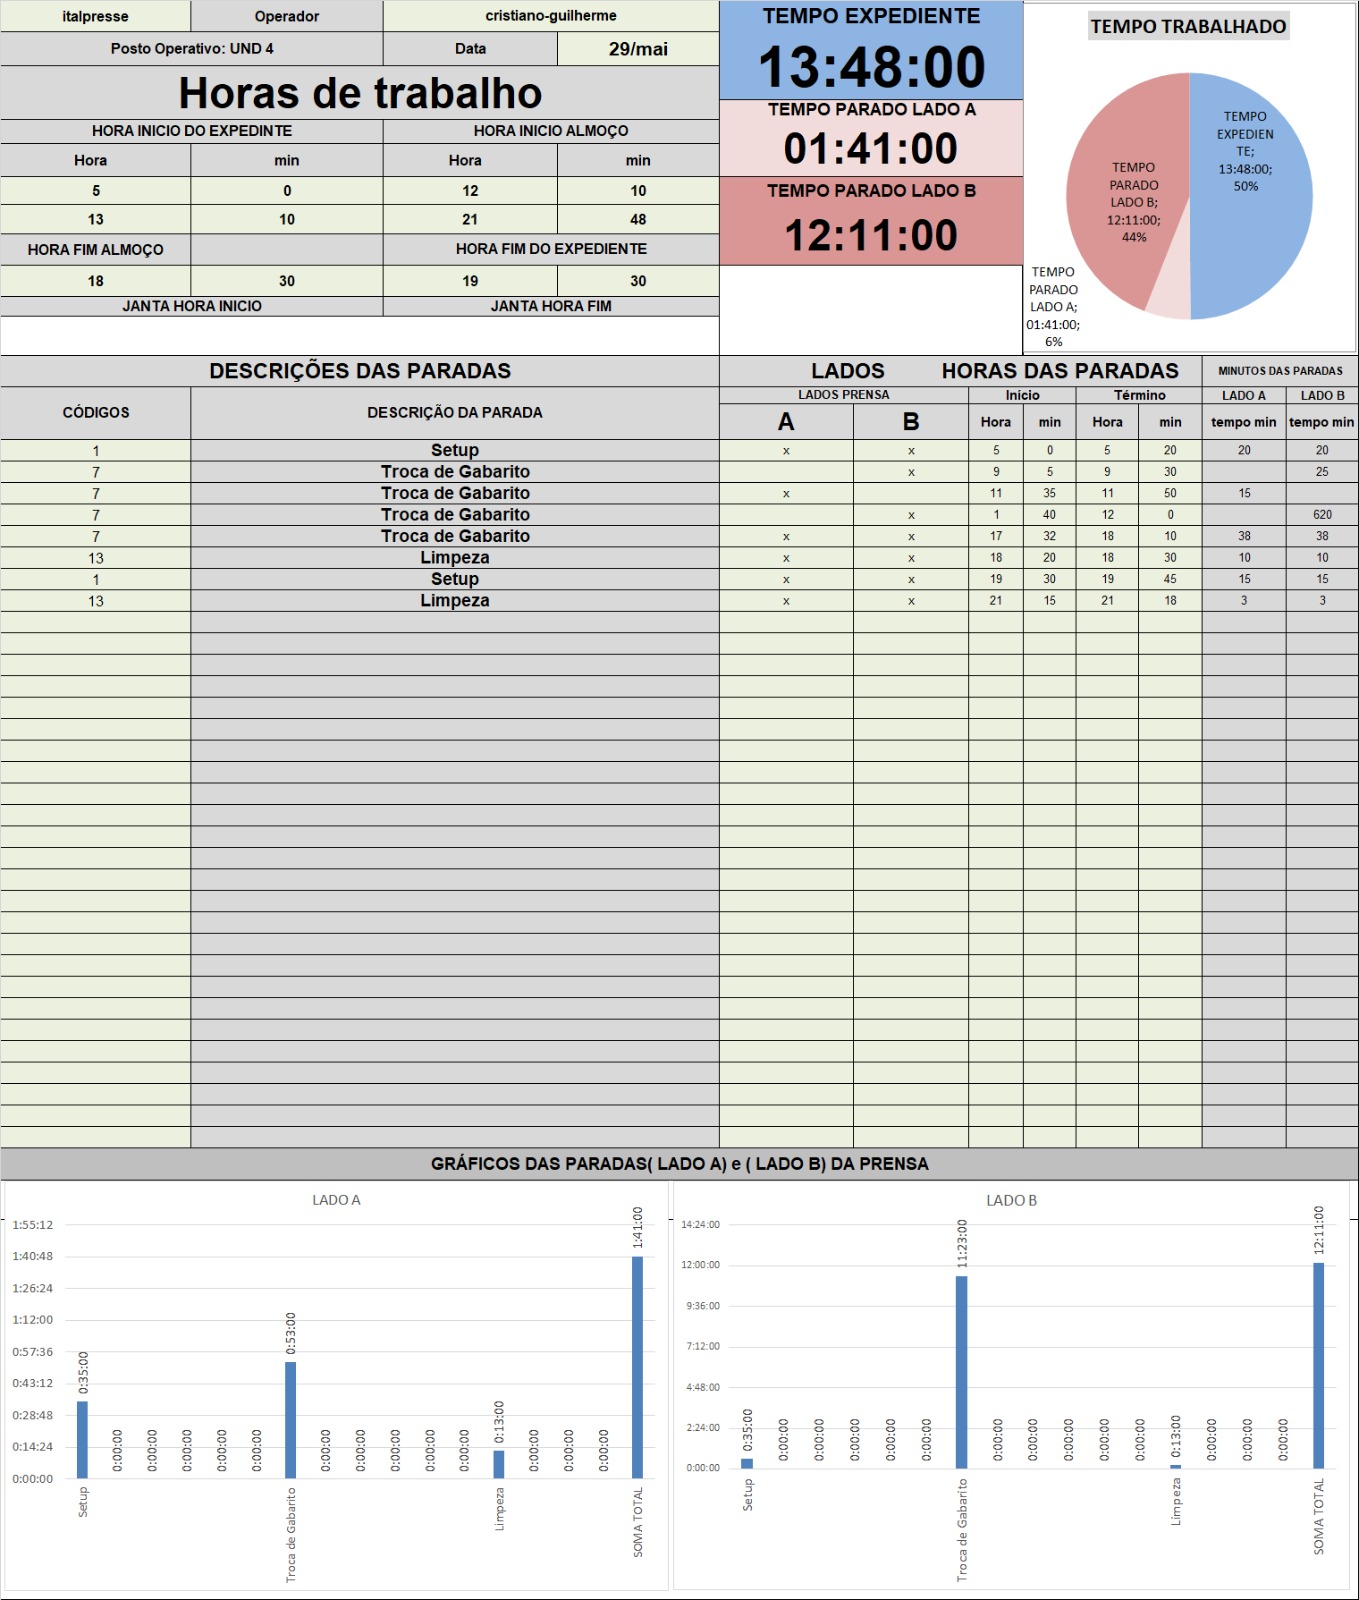 italpresse Operador cristiano-guilherme
Posto Operativo: UND 4 Data 29/mai
Horas de trabalho
HORA INICIO DO EXPEDINTE HORA INICIO ALMOÇO
Hora min Hora min
5 0 12 10
13 10 21 48
HORA FIM ALMOÇO HORA FIM DO EXPEDIENTE
18 30 19 30
JANTA HORA INICIO JANTA HORA FIM
TEMPO EXPEDIENTE
13:48:00
TEMPO PARADO LADO A
01:41:00
TEMPO PARADO LADO B
12:11:00
TEMPO TRABALHADO
TEMPO
EXPEDIEN
TE;
13:48:00;
50%
TEMPO
PARADO
LADO B;
12:11:00;
44%
TEMPO
PARADO
LADO A;
01:41:00;
6%
DESCRIÇÕES DAS PARADAS LADOS HORAS DAS PARADAS MINUTOS DAS PARADAS
CÓDIGOS DESCRIÇÃO DA PARADA LADOS PRENSA Início Término LADO A LADO B
A B Hora min Hora min tempo min tempo min
1 Setup x x 5 0 5 20 20 20
7 Troca de Gabarito x 9 5 9 30 25
7 Troca de Gabarito x 11 35 11 50 15
7 Troca de Gabarito x 1 40 12 0 620
7 Troca de Gabarito x x 17 32 18 10 38 38
13 Limpeza x x 18 20 18 30 10 10
1 Setup x x 19 30 19 45 15 15
13 Limpeza x x 21 15 21 18 3 3
GRÁFICOS DAS PARADAS( LADO A) e ( LADO B) DA PRENSA
LADO A
1:55:12
1:40:48
1:26:24
1:12:00
0:57:36
0:43:12
0:28:48
0:14:24
0:00:00
0:35:00 0:00:00 0:00:00 0:00:00 0:00:00 0:00:00 0:53:00 0:00:00 0:00:00 0:00:00 0:00:00 0:00:00 0:13:00 0:00:00 0:00:00 0:00:00 1:41:00
Setup Troca de Gabarito Limpeza SOMA TOTAL
LADO B
14:24:00
12:00:00
9:36:00
7:12:00
4:48:00
2:24:00
0:00:00
0:35:00 0:00:00 0:00:00 0:00:00 0:00:00 0:00:00 11:23:00 0:00:00 0:00:00 0:00:00 0:00:00 0:00:00 0:13:00 0:00:00 0:00:00 0:00:00 12:11:00
Setup Troca de Gabarito Limpeza SOMA TOTAL